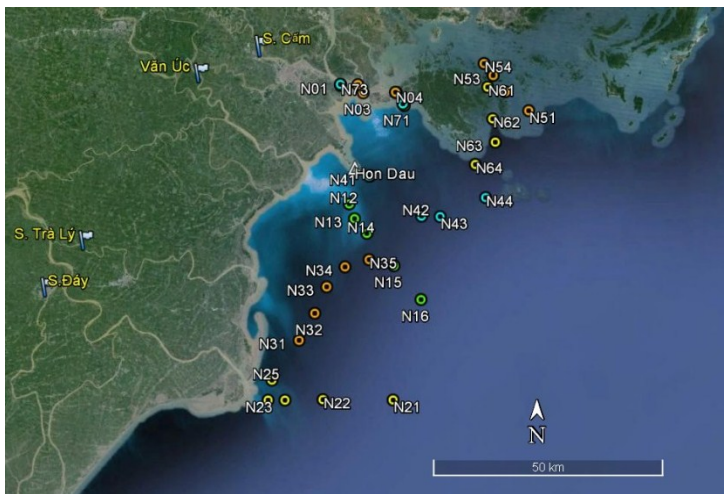 S. Cấm
Văn Úc
N54
N53
N01
N73
N61
N04
N03
N51
N71
N62
N63
N64
Hon Dau
N41
N12
N44
N42
N43
N13
N14
S. Trà Lý
N35
N34
N15
S.Đáy
N33
N16
N32
N31
N25
N23
N22
N21
N
50 km